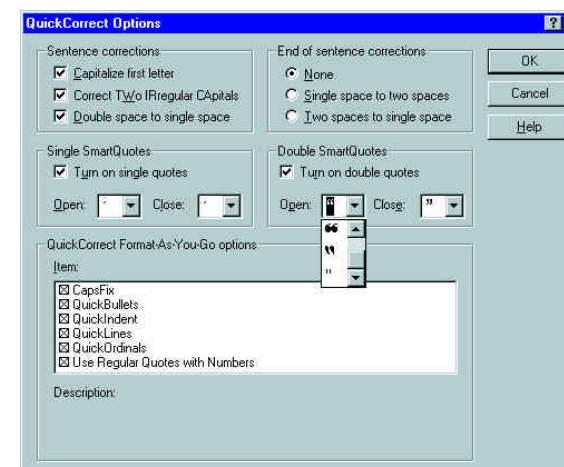 QuickCorrect Options
?
Sentence corrections
Capitalize first letter
Correct TWo IRregular CApitals
Double space to single space
End of sentence corrections
None
Single space to two spaces
Two spaces to single space
OK
Cancel
Help
Single SmartQuotes
Turn on single quotes
Open: ‘ Close: ’
Double SmartQuotes
Turn on double quotes
Open: Close: ”
“
"
QuickCorrect Format-As-You-Go options
Item:
CapsFix
QuickBullets
QuickIndent
QuickLines
QuickOrdinals
Use Regular Quotes with Numbers
Description: